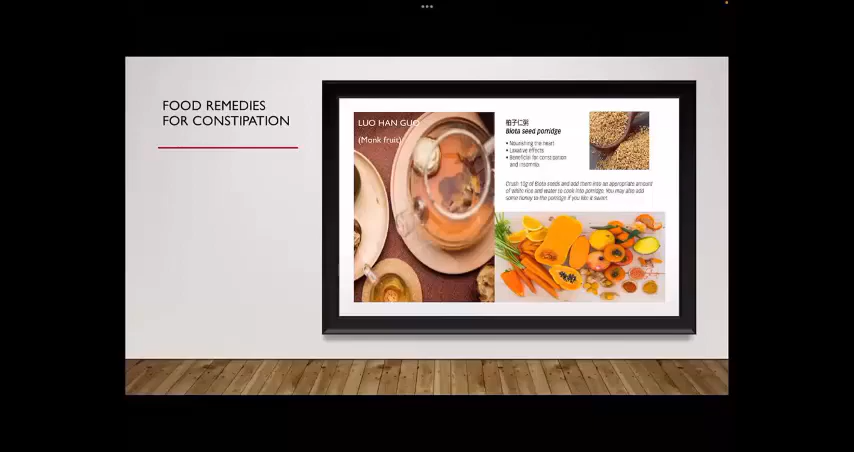 FOOD REMEDIES
FOR CONSTIPATION
LUO HAN GUO
(Monk fruit)
柏子仁粥
Biota seed porridge
• Nourishing the heart
• Laxative effects
• Beneficial for constipation
and insomnia.
Crush 10g of Biota seeds and add them into an appropriate amount
of white rice and water to cook into porridge. You may also add
some honey to the porridge if you like it sweet.